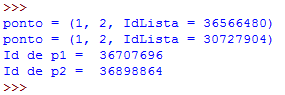 >>>
ponto = (1, 2, IdLista = 36566480)
ponto = (1, 2, IdLista = 30727904)
Id de p1 =  36707696
Id de p2 =  36898864
>>>